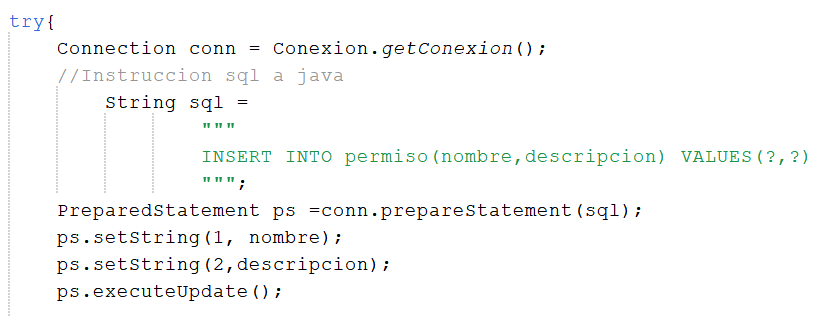 try{
Connection conn = Conexion.getConexion();
//Instruccion sql a java
String sql =
"""
INSERT INTO permiso(nombre,descripcion) VALUES(?,?)
""";
PreparedStatement ps =conn.prepareStatement(sql);
ps.setString(1, nombre);
ps.setString(2,descripcion);
ps.executeUpdate();